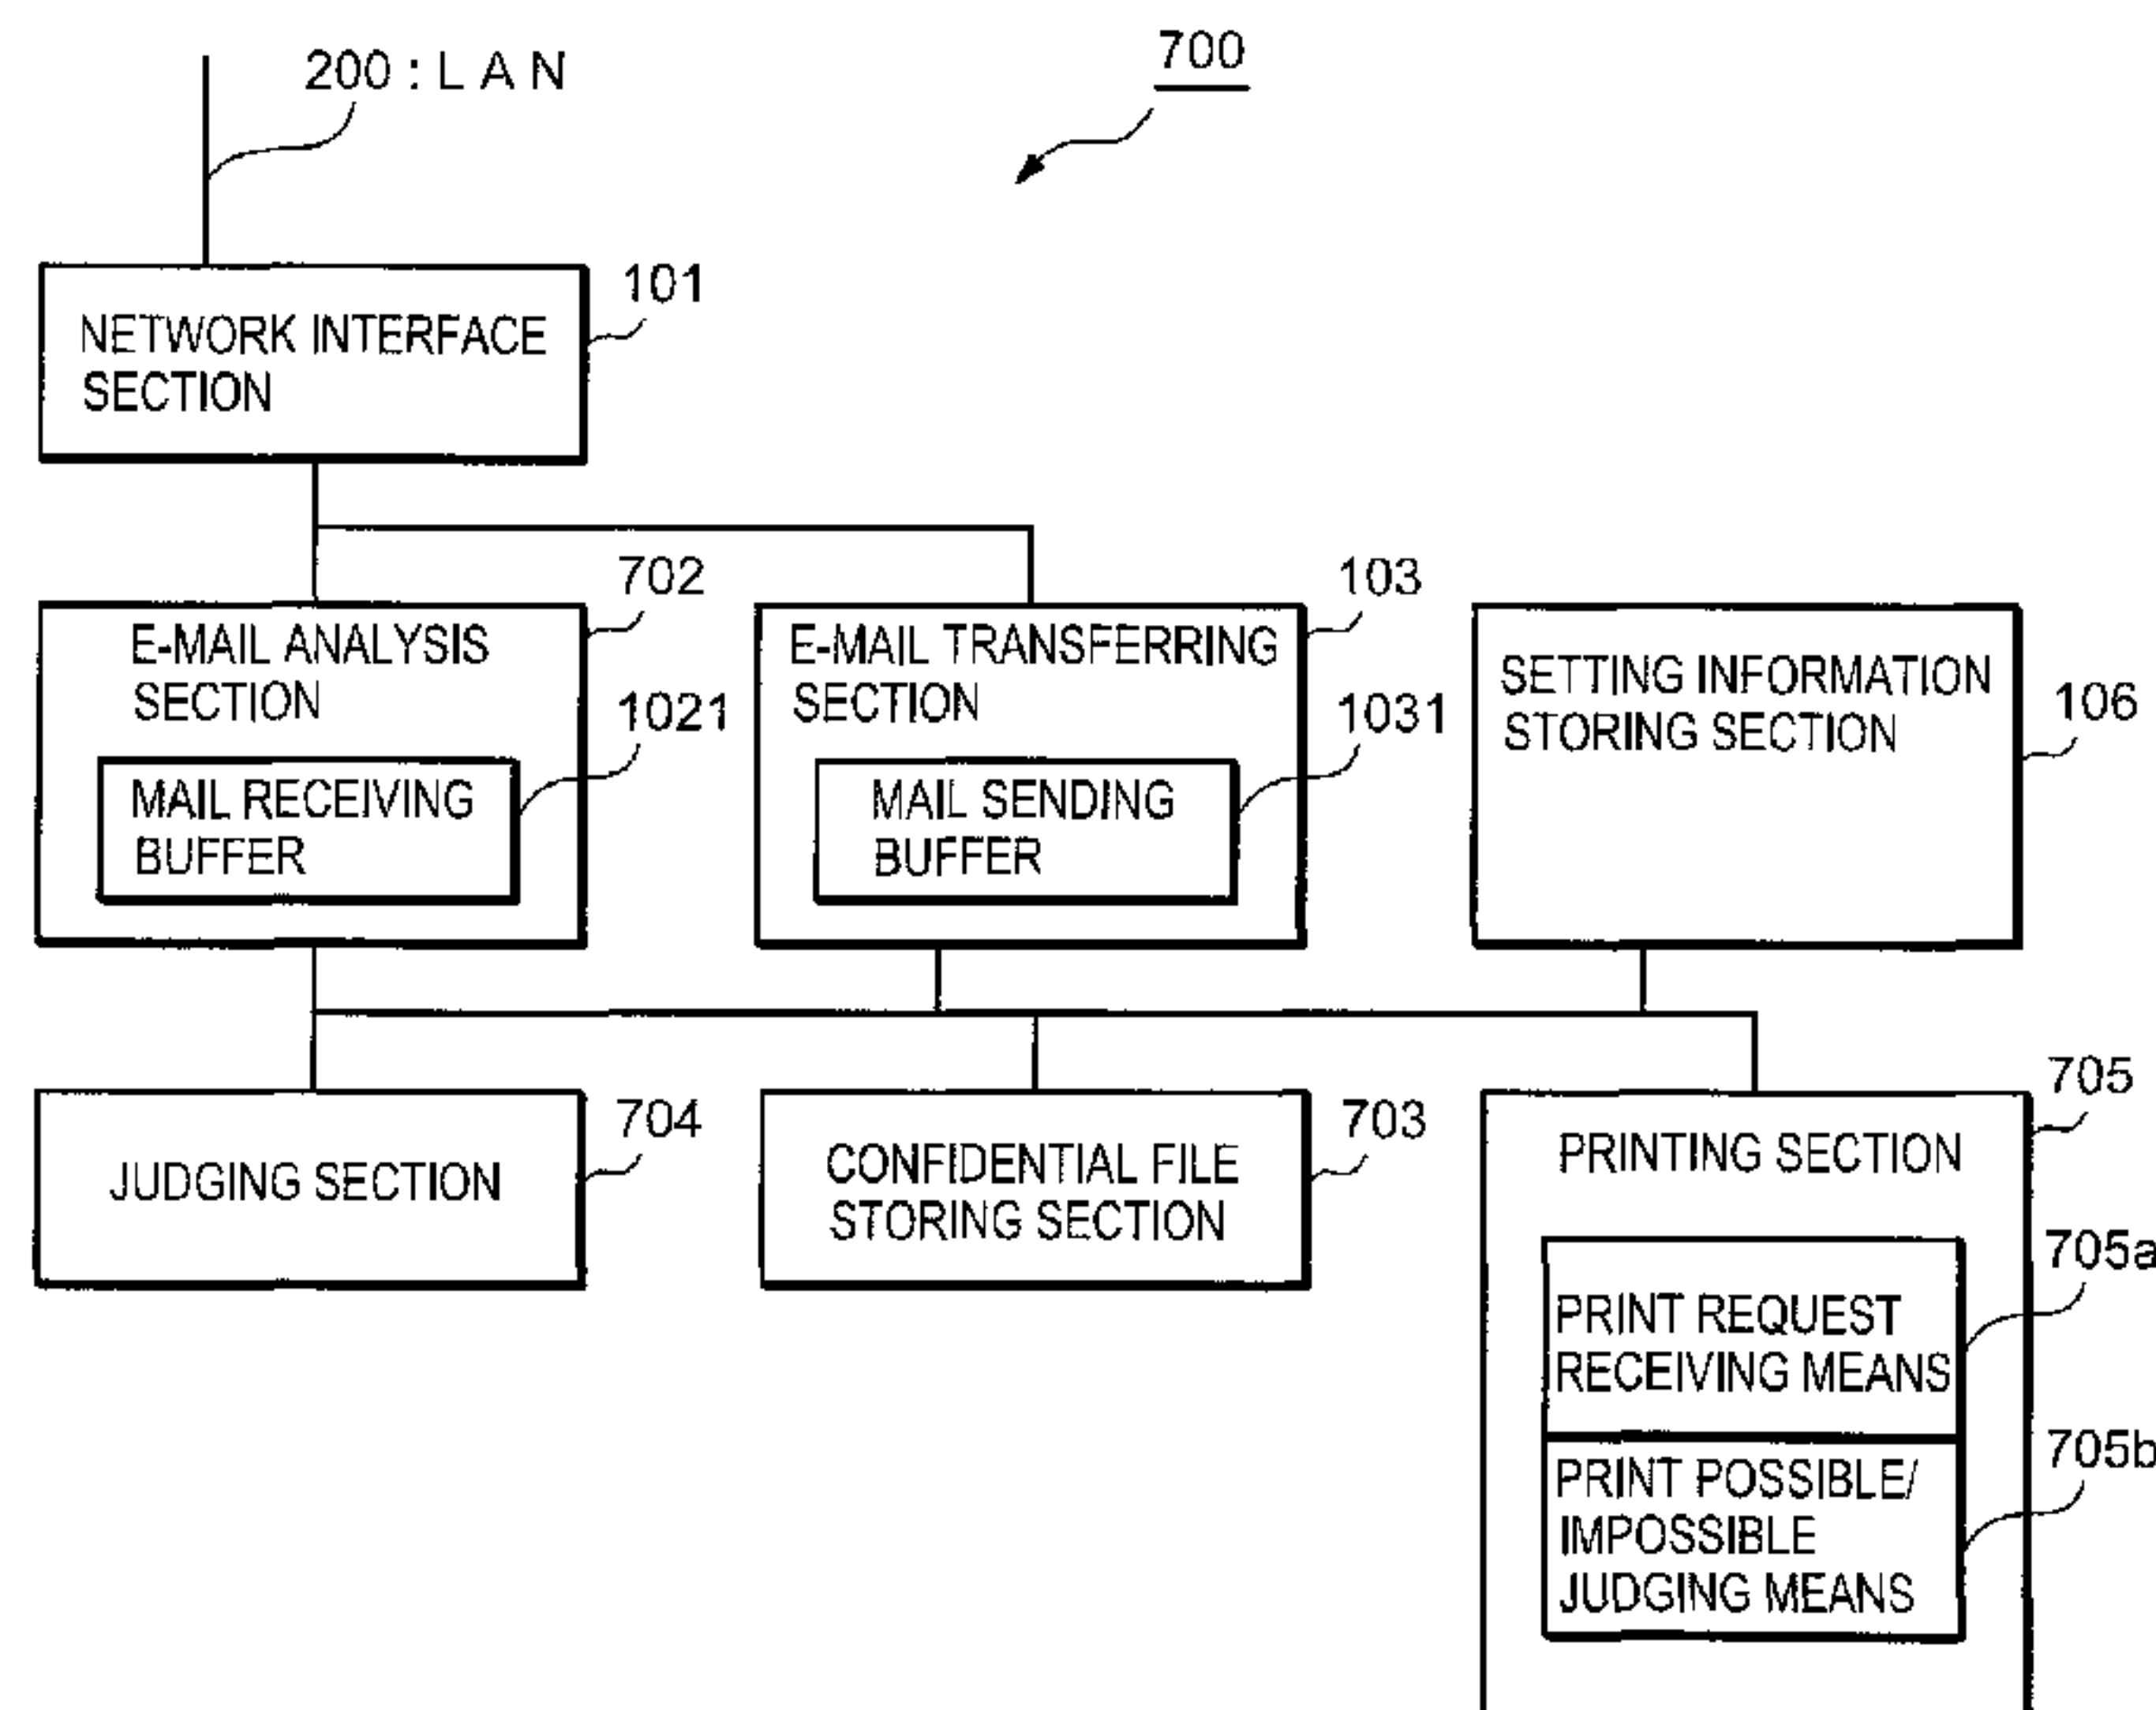 200 : L A N
700
101
NETWORK INTERFACE
SECTION
702
E-MAIL ANALYSIS
SECTION
1021
MAIL RECEIVING
BUFFER
103
E-MAIL TRANSFERRING
SECTION
1031
MAIL SENDING
BUFFER
SETTING INFORMATION
STORING SECTION
106
704
JUDGING SECTION
703
CONFIDENTIAL FILE
STORING SECTION
705
PRINTING SECTION
705a
PRINT REQUEST
RECEIVING MEANS
705b
PRINT POSSIBLE/
IMPOSSIBLE
JUDGING MEANS